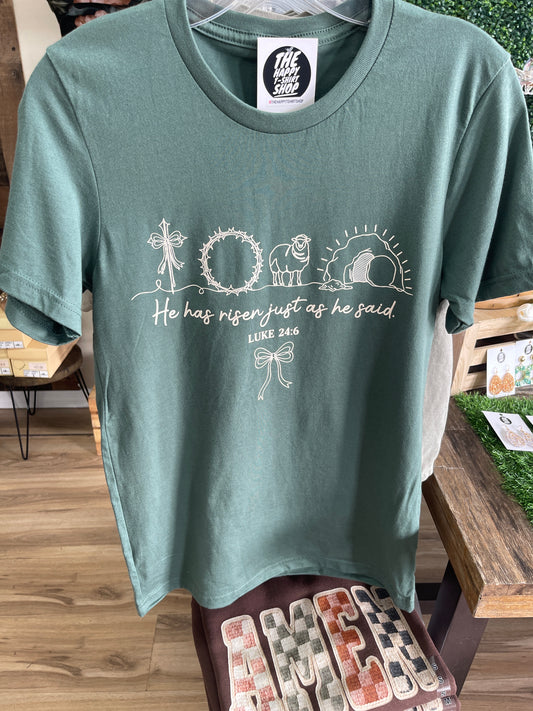 THE
HAPPY
T-SHIRT
SHOP
He has risen just as he said.
LUKE 24:6
AMEN